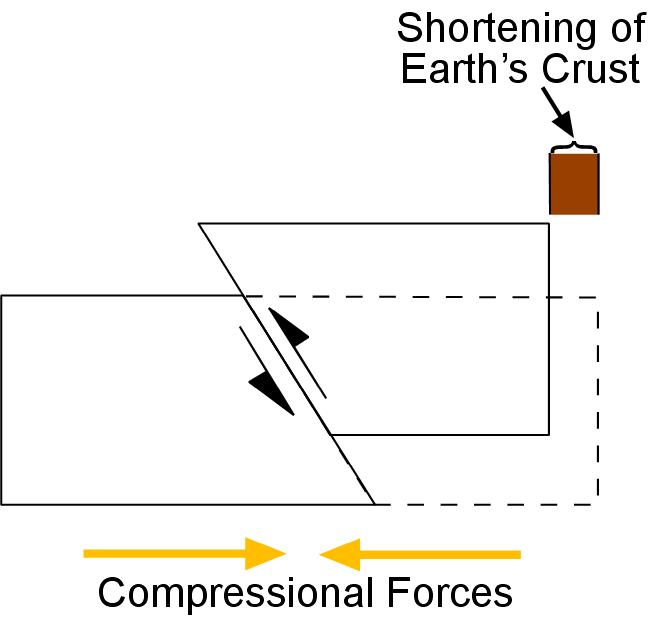 Shortening of
Earth's Crust
Compressional Forces